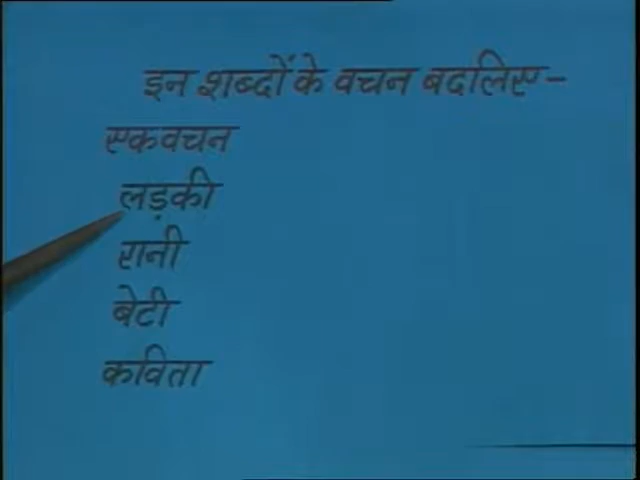 इन शब्दों के वचन बदलिए –
एकवचन
लड़की
रानी
बेटी
कविता